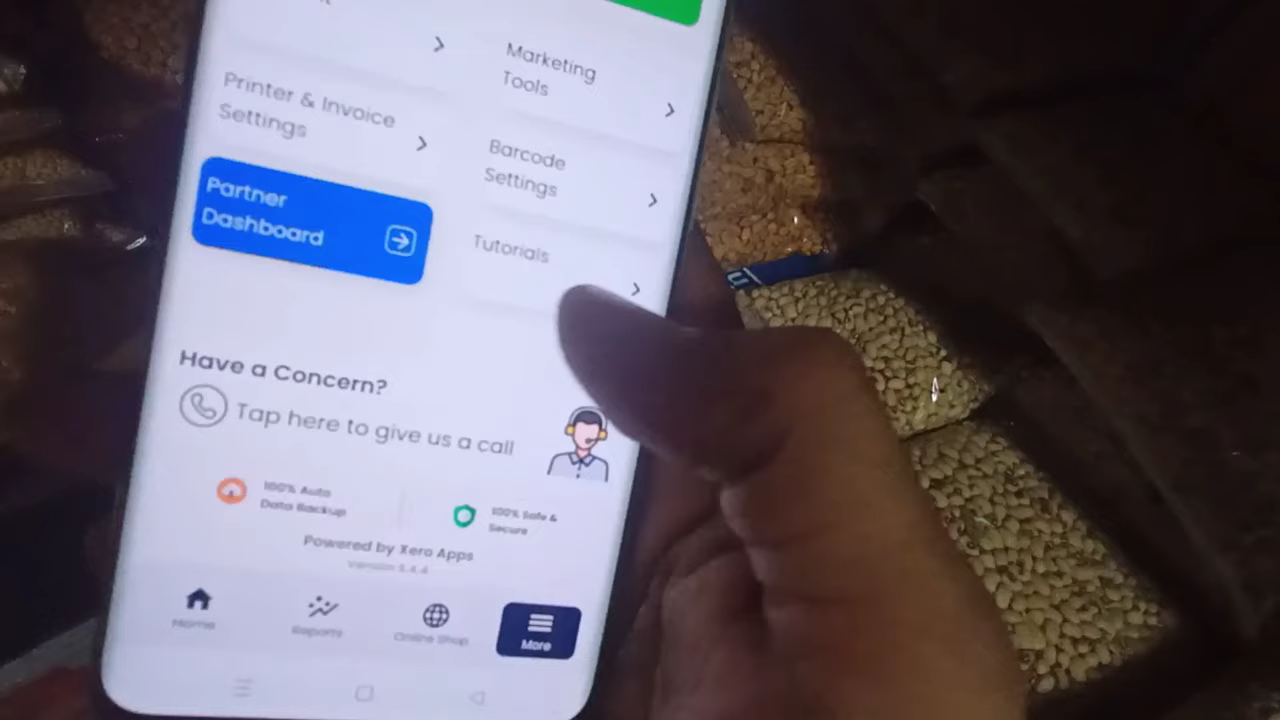 Marketing
Tools
Printer & Invoice
Settings
Barcode
Settings
Partner
Dashboard
Tutorials
Have a Concern?
Tap here to give us a call
100% Auto
Data Backup
100% Safe &
Secure
Powered by Xero Apps
Home
Reports
Online Shop
More